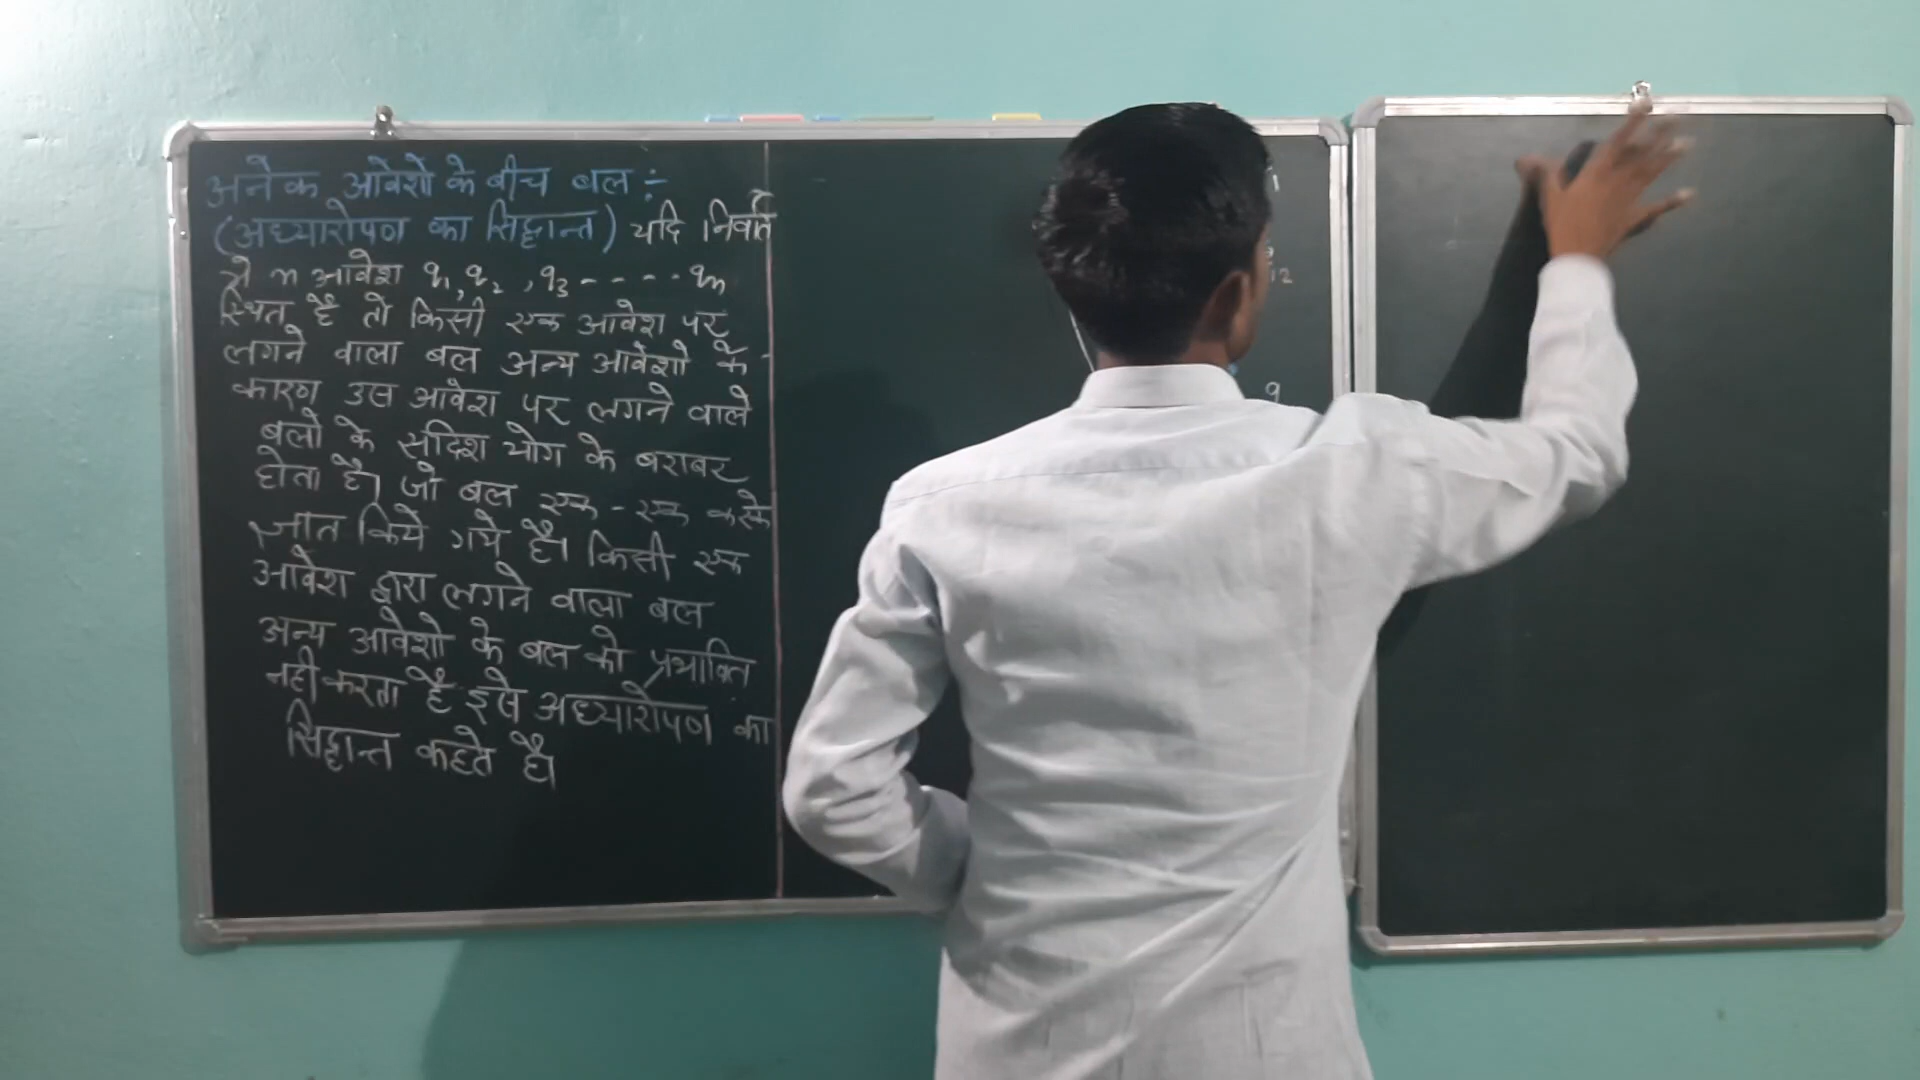 अनेक आवेशों के बीच बल :-
(अध्यारोपण का सिद्धान्त) यदि निर्वात
मे n आवेश q₁, q₂, q₃ - - - - - qₙ
स्थित है तो किसी एक आवेश पर
लगने वाला बल अन्य आवेशो के
कारण उस आवेश पर लगने वाले
बलो के सदिश योग के बराबर
होता है। जो बल एक - एक करके
ज्ञात किये गये है। किसी एक
आवेश द्वारा लगने वाला बल
अन्य आवेशो के बल को प्रभावित
नही करता है इसे अध्यारोपण का
सिद्धान्त कहते है।
12
9